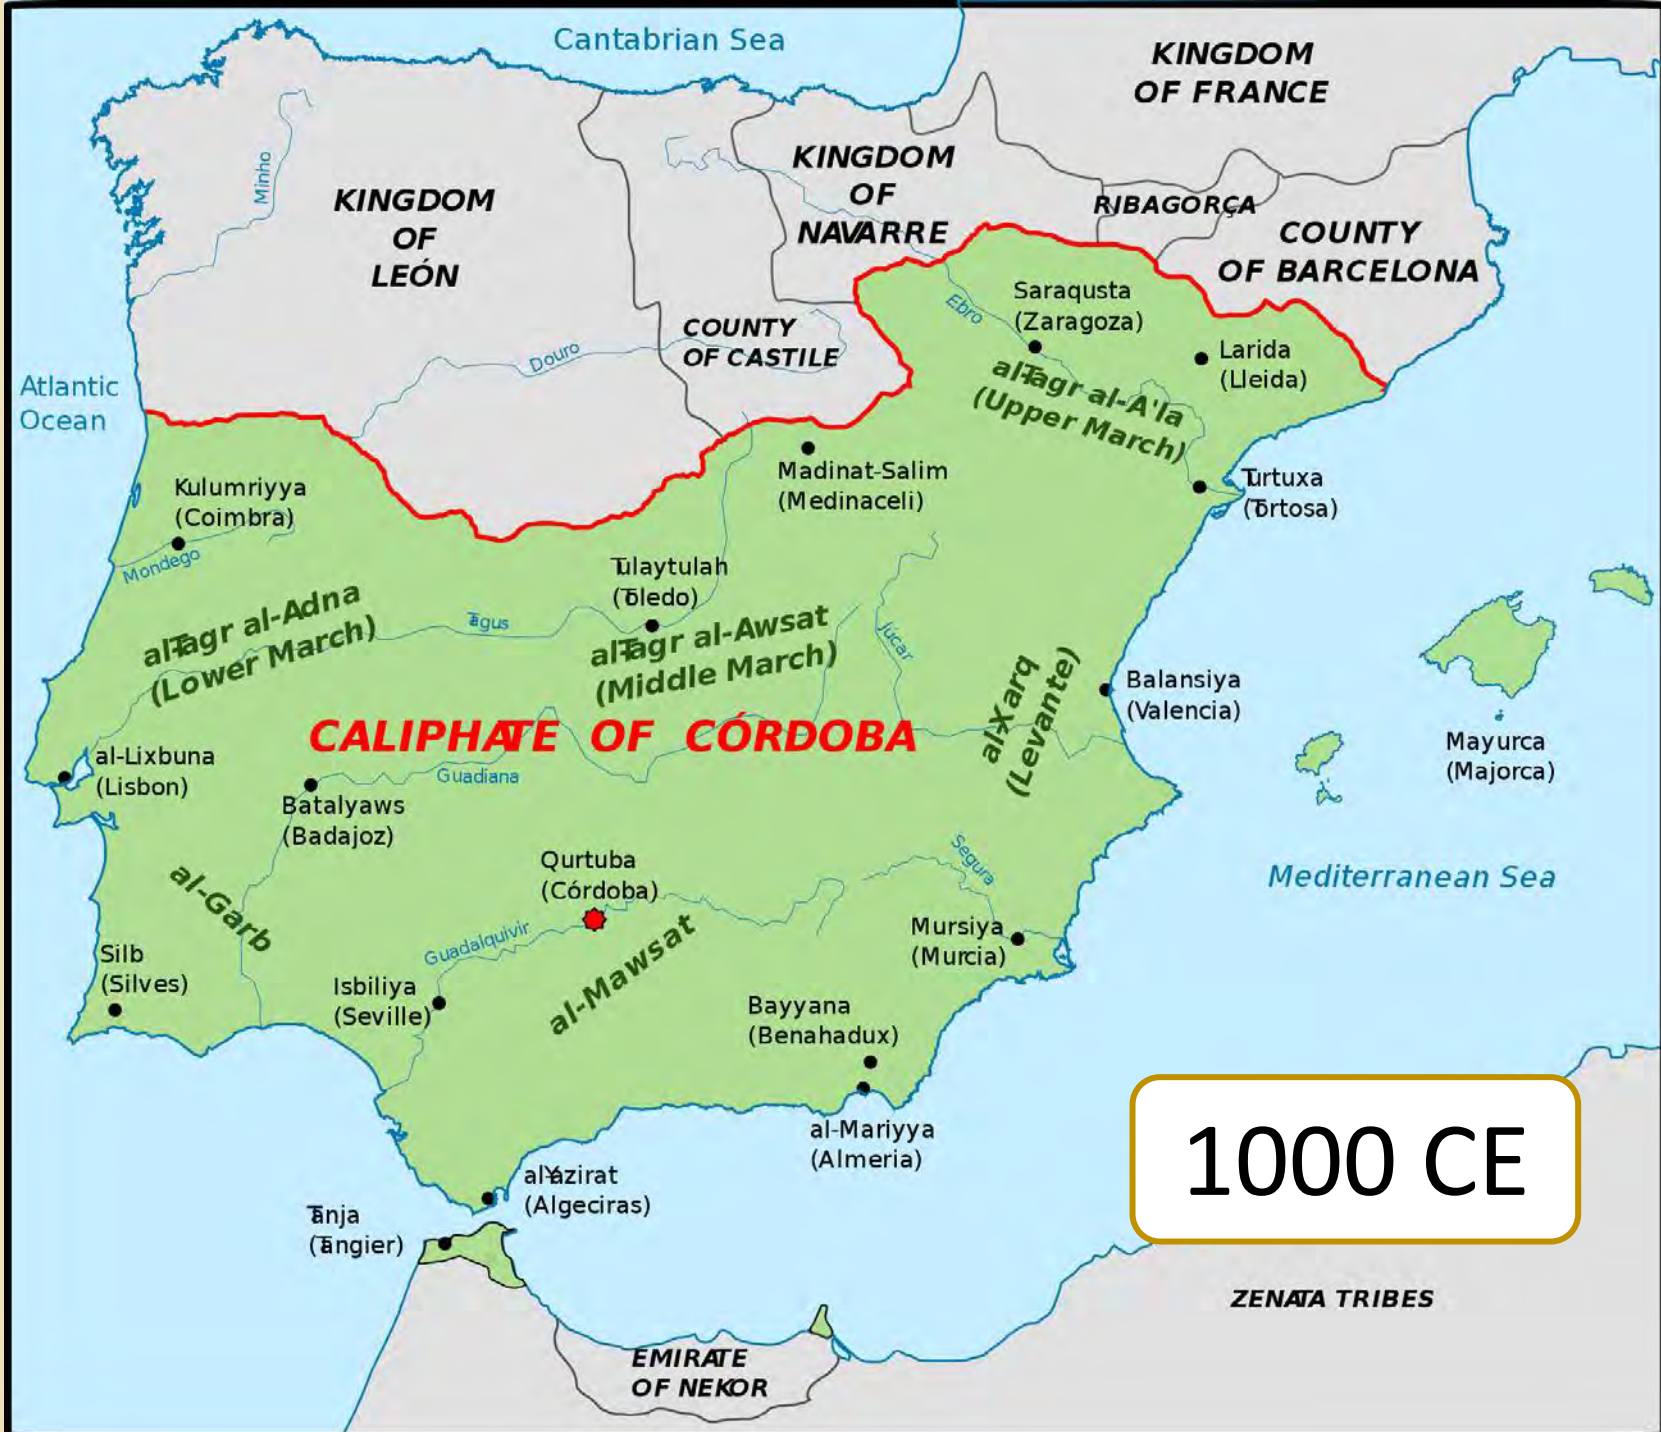 Cantabrian Sea
KINGDOM
OF FRANCE
Minho
KINGDOM
OF
LEÓN
KINGDOM
OF
NAVARRE
RIBAGORÇA
COUNTY
OF BARCELONA
COUNTY
OF CASTILE
Douro
Ebro
Saraqusta
(Zaragoza)
Larida
(Lleida)
al-Tagr al-A'la
(Upper March)
Atlantic
Ocean
Madinat-Salim
(Medinaceli)
Turtuxa
(Tortosa)
Kulumriyya
(Coimbra)
Mondego
Tulaytulah
(Toledo)
al-Tagr al-Adna
(Lower March)
Tagus
al-Tagr al-Awsat
(Middle March)
Júcar
al-Xarq
(Levante)
Balansiya
(Valencia)
Mayurca
(Majorca)
CALIPHATE OF CÓRDOBA
al-Lixbuna
(Lisbon)
Guadiana
Batalyaws
(Badajoz)
Qurtuba
(Córdoba)
Segura
Mediterranean Sea
al-Garb
Guadalquivir
al-Mawsat
Mursiya
(Murcia)
Silb
(Silves)
Isbiliya
(Seville)
Bayyana
(Benahadux)
al-Mariyya
(Almeria)
1000 CE
al-Yazirat
(Algeciras)
Tanja
(Tangier)
ZENATA TRIBES
EMIRATE
OF NEKOR